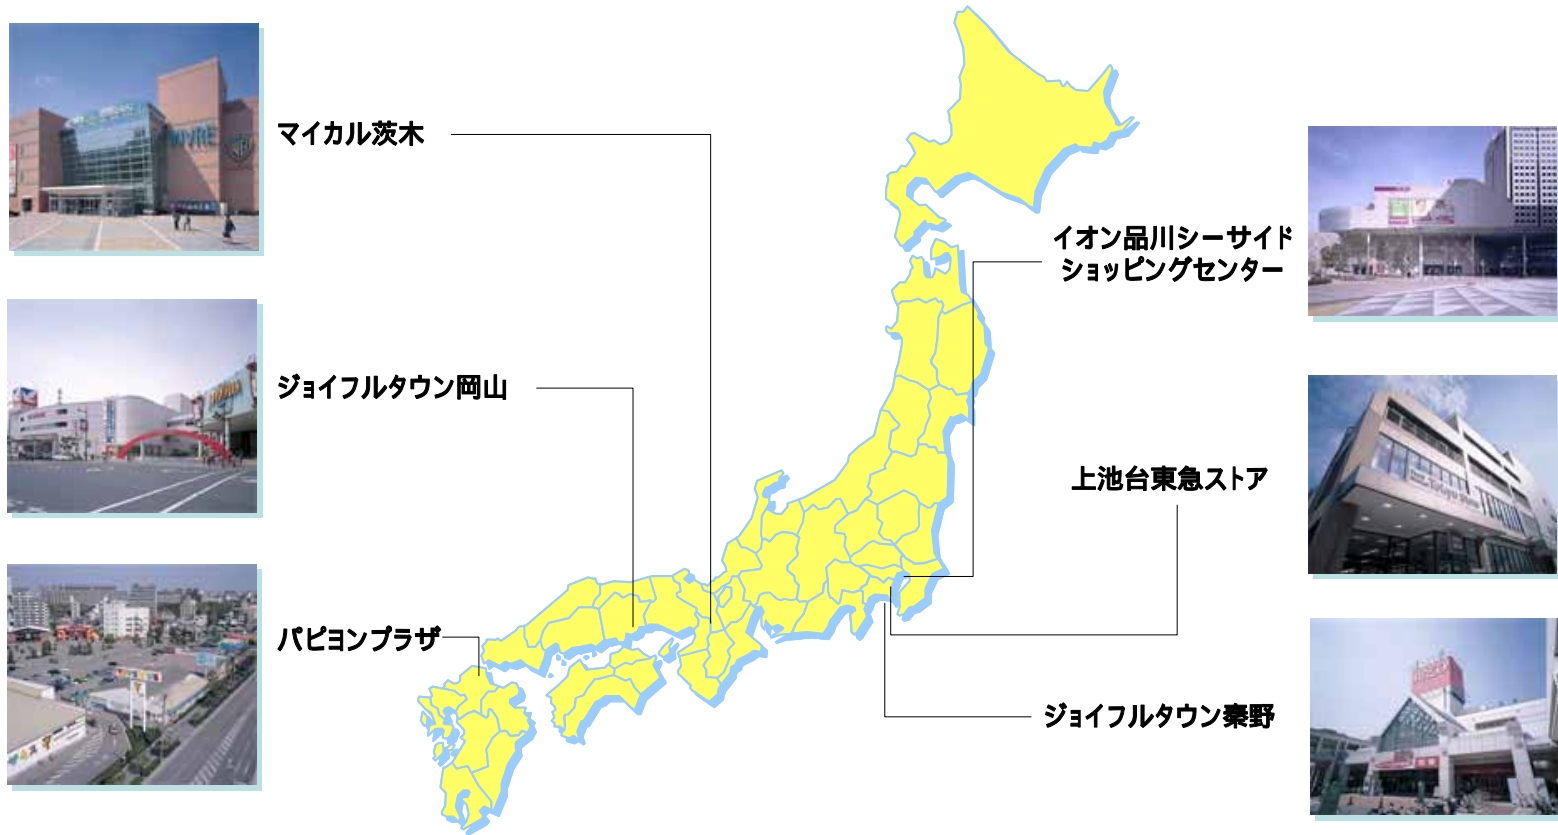 マイカル茨木
イオン品川シーサイド
ショッピングセンター
ジョイフルタウン岡山
上池台東急ストア
パピヨンプラザ
ジョイフルタウン秦野
VIVRE